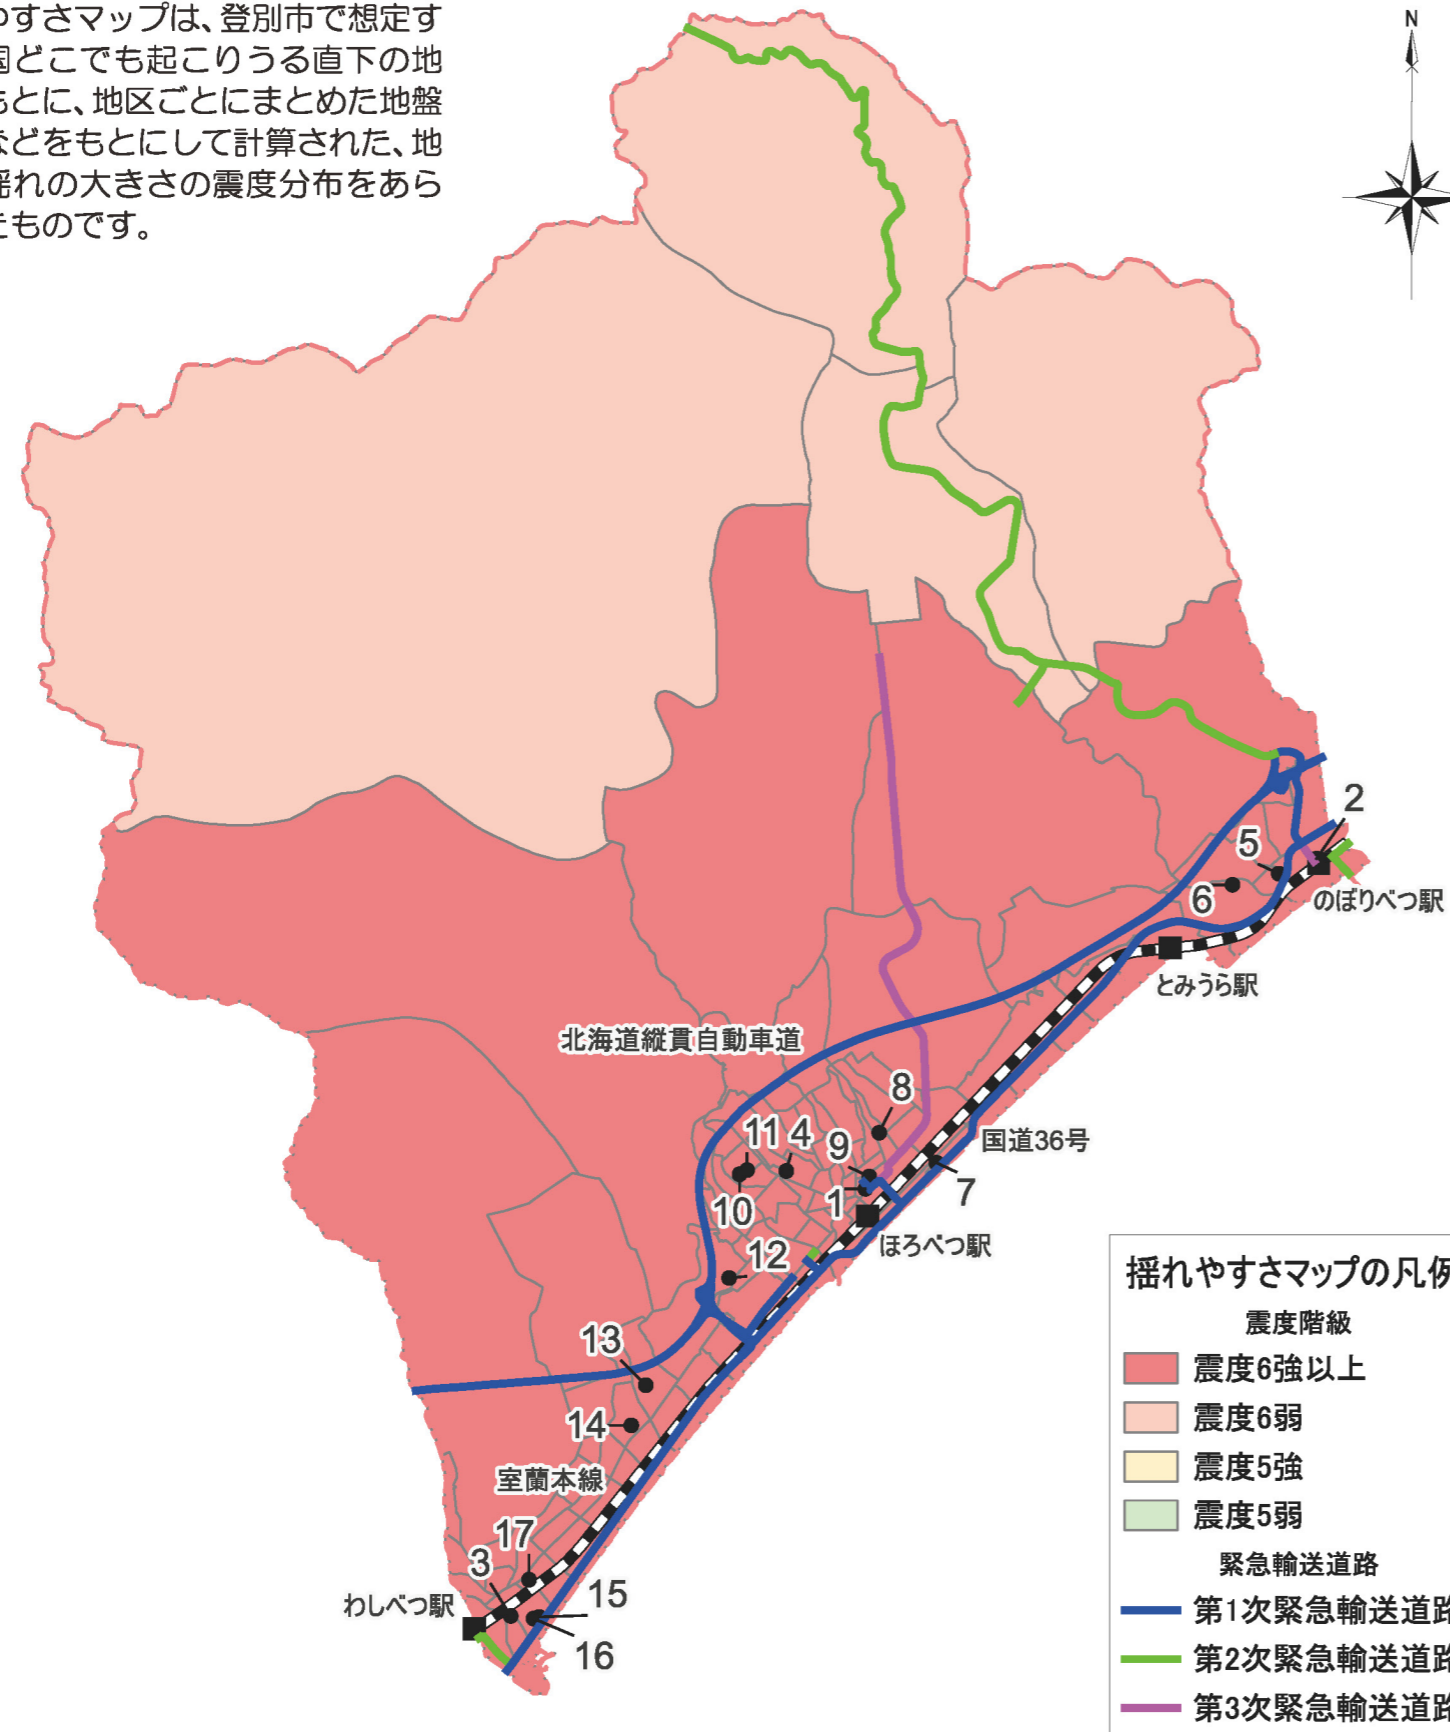 やすさマップは、登別市で想定す
国どこでも起こりうる直下の地
もとに、地区ごとにまとめた地盤
などをもとにして計算された、地
揺れの大きさの震度分布をあら
たものです。
N
2
5
6
のぼりべつ駅
とみうら駅
北海道縦貫自動車道
8
11
4
9
国道36号
10
1
7
ほろべつ駅
12
13
14
室蘭本線
17
3
わしべつ駅
15
16
揺れやすさマップの凡例
震度階級
震度6強以上
震度6弱
震度5強
震度5弱
緊急輸送道路
第1次緊急輸送道路
第2次緊急輸送道路
第3次緊急輸送道路